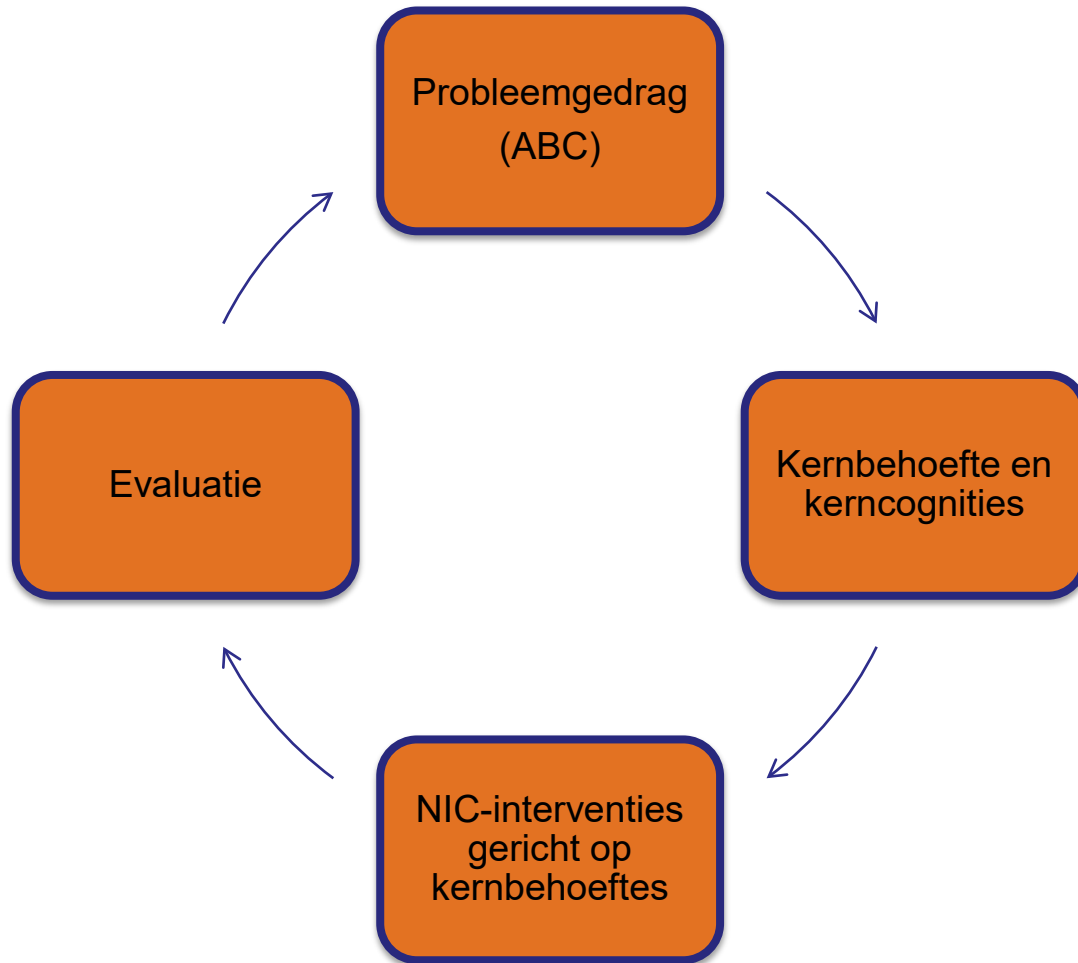 Probleemgedrag
(ABC)
Kernbehoefte en
kerncognities
NIC-interventies
gericht op
kernbehoeftes
Evaluatie